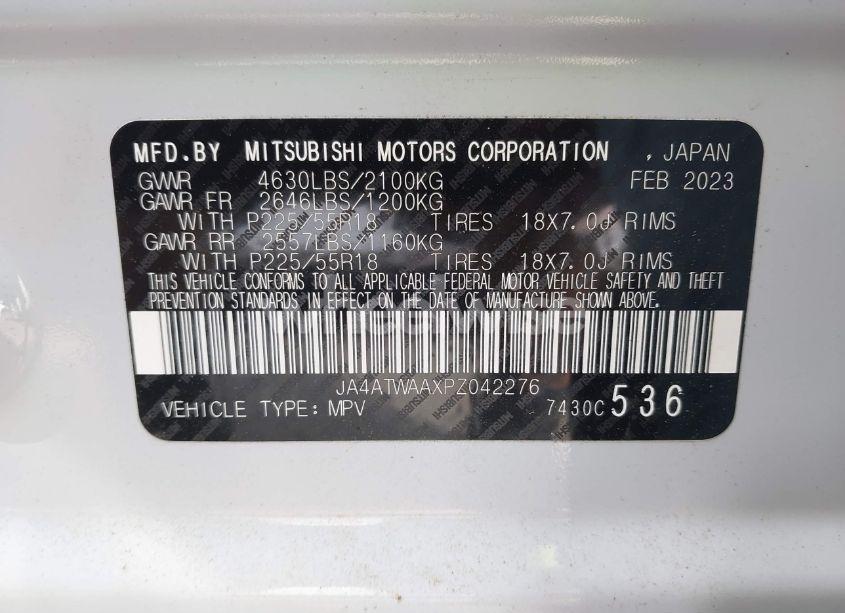 MFD.BY MITSUBISHI MOTORS CORPORATION , JAPAN
GVWR 4630LBS/2100KG FEB 2023
GAWR FR 2646LBS/1200KG
WITH P225/55R18 TIRES 18X7.0J RIMS
GAWR RR 2557LBS/1160KG
WITH P225/55R18 TIRES 18X7.0J RIMS
THIS VEHICLE CONFORMS TO ALL APPLICABLE FEDERAL MOTOR VEHICLE SAFETY AND THEFT
PREVENTION STANDARDS IN EFFECT ON THE DATE OF MANUFACTURE SHOWN ABOVE.
JA4ATWAAXPZ042276
VEHICLE TYPE: MPV 7430C 536